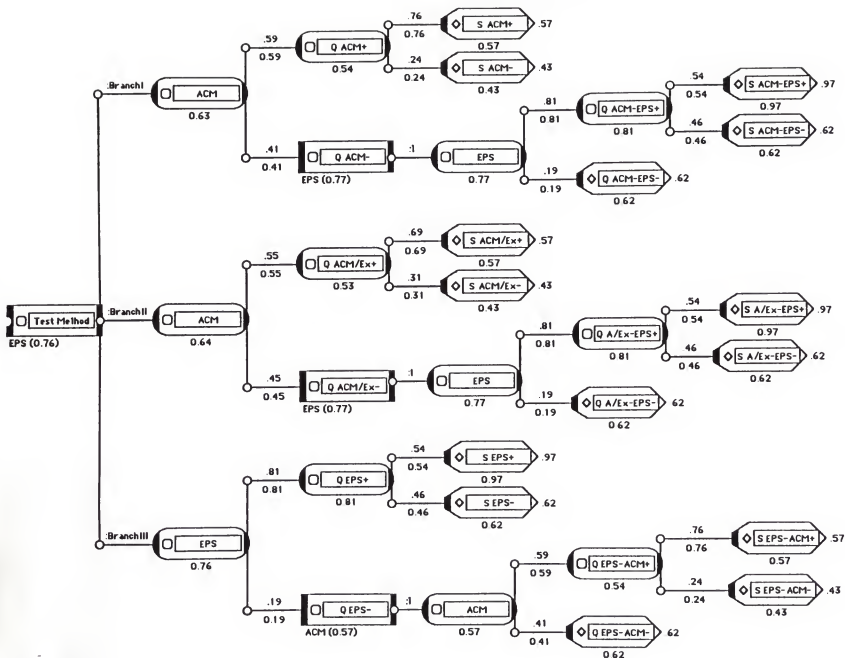 .76
S ACM+
.57
.59
0.76
0.59
Q ACM+
0.57
.24
S ACM-
.43
0.54
0.24
0.43
:BranchI
ACM
.54
S ACM-EPS+
.97
0.63
.81
0.54
0.81
Q ACM-EPS+
0.97
.46
S ACM-EPS-
.62
.41
:1
0.81
0.46
0.41
Q ACM-
EPS
0.62
EPS (0.77)
0.77
.19
0.19
Q ACM-EPS-
.62
0.62
.69
S ACM/Ex+
.57
.55
0.69
0.55
Q ACM/Ex+
0.57
.31
S ACM/Ex-
.43
0.53
0.31
0.43
Test Method
:BranchII
ACM
.54
S A/Ex-EPS+
.97
EPS (0.76)
0.64
.81
0.54
0.81
Q A/Ex-EPS+
0.97
46
S A/Ex-EPS-
.62
.45
:1
0.81
0.46
0.45
Q ACM/Ex-
EPS
0.62
EPS (0.77)
0.77
.19
0.19
Q A/Ex-EPS-
62
0.62
.54
S EPS+
.97
.81
0.54
0.81
Q EPS+
0.97
.46
S EPS-
.62
0.81
0.46
0.62
:BranchIII
EPS
.76
S EPS-ACM+
.57
0.76
.59
0.76
0.59
Q EPS-ACM+
0.57
.24
S EPS-ACM-
.43
.19
:1
0.54
0.24
0.19
Q EPS-
ACM
0.43
ACM (0.57)
0.57
.41
0.41
Q EPS-ACM-
62
0.62